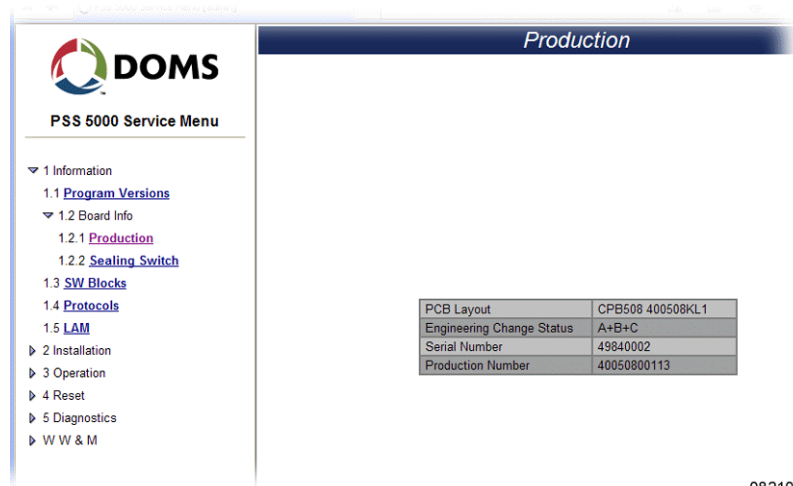 DOMS
PSS 5000 Service Menu
1 Information
1.1 Program Versions
1.2 Board Info
1.2.1 Production
1.2.2 Sealing Switch
1.3 SW Blocks
1.4 Protocols
1.5 LAM
2 Installation
3 Operation
4 Reset
5 Diagnostics
W W & M
Production
PCB Layout CPB508 400508KL1
Engineering Change Status A+B+C
Serial Number 49840002
Production Number 40050800113